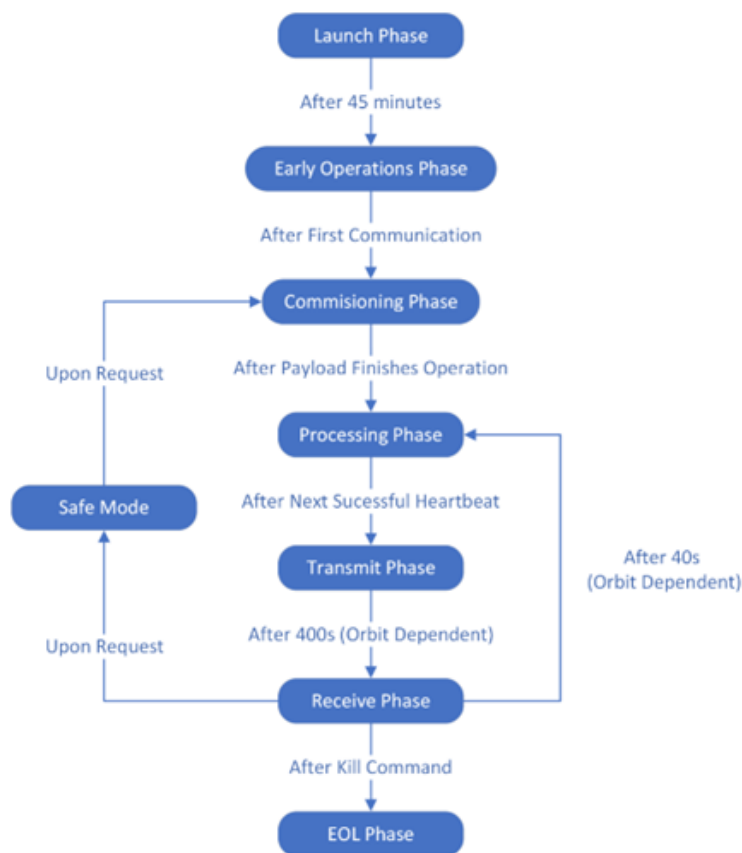 Launch Phase
After 45 minutes
Early Operations Phase
After First Communication
Commisioning Phase
Upon Request
After Payload Finishes Operation
Processing Phase
Safe Mode
After Next Sucessful Heartbeat
After 40s
(Orbit Dependent)
Transmit Phase
Upon Request
After 400s (Orbit Dependent)
Receive Phase
After Kill Command
EOL Phase